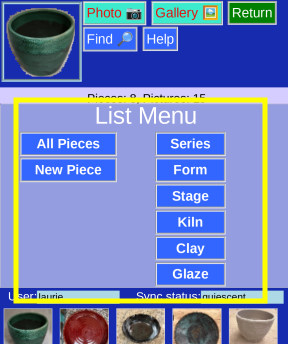 Photo 📷 Gallery 🖼️ Return
Find 🔎 Help
Pieces: 8, Pictures: 15
List Menu
All Pieces Series
New Piece Form
Stage
Kiln
Clay
Glaze
User: laurie Sync status: quiescent